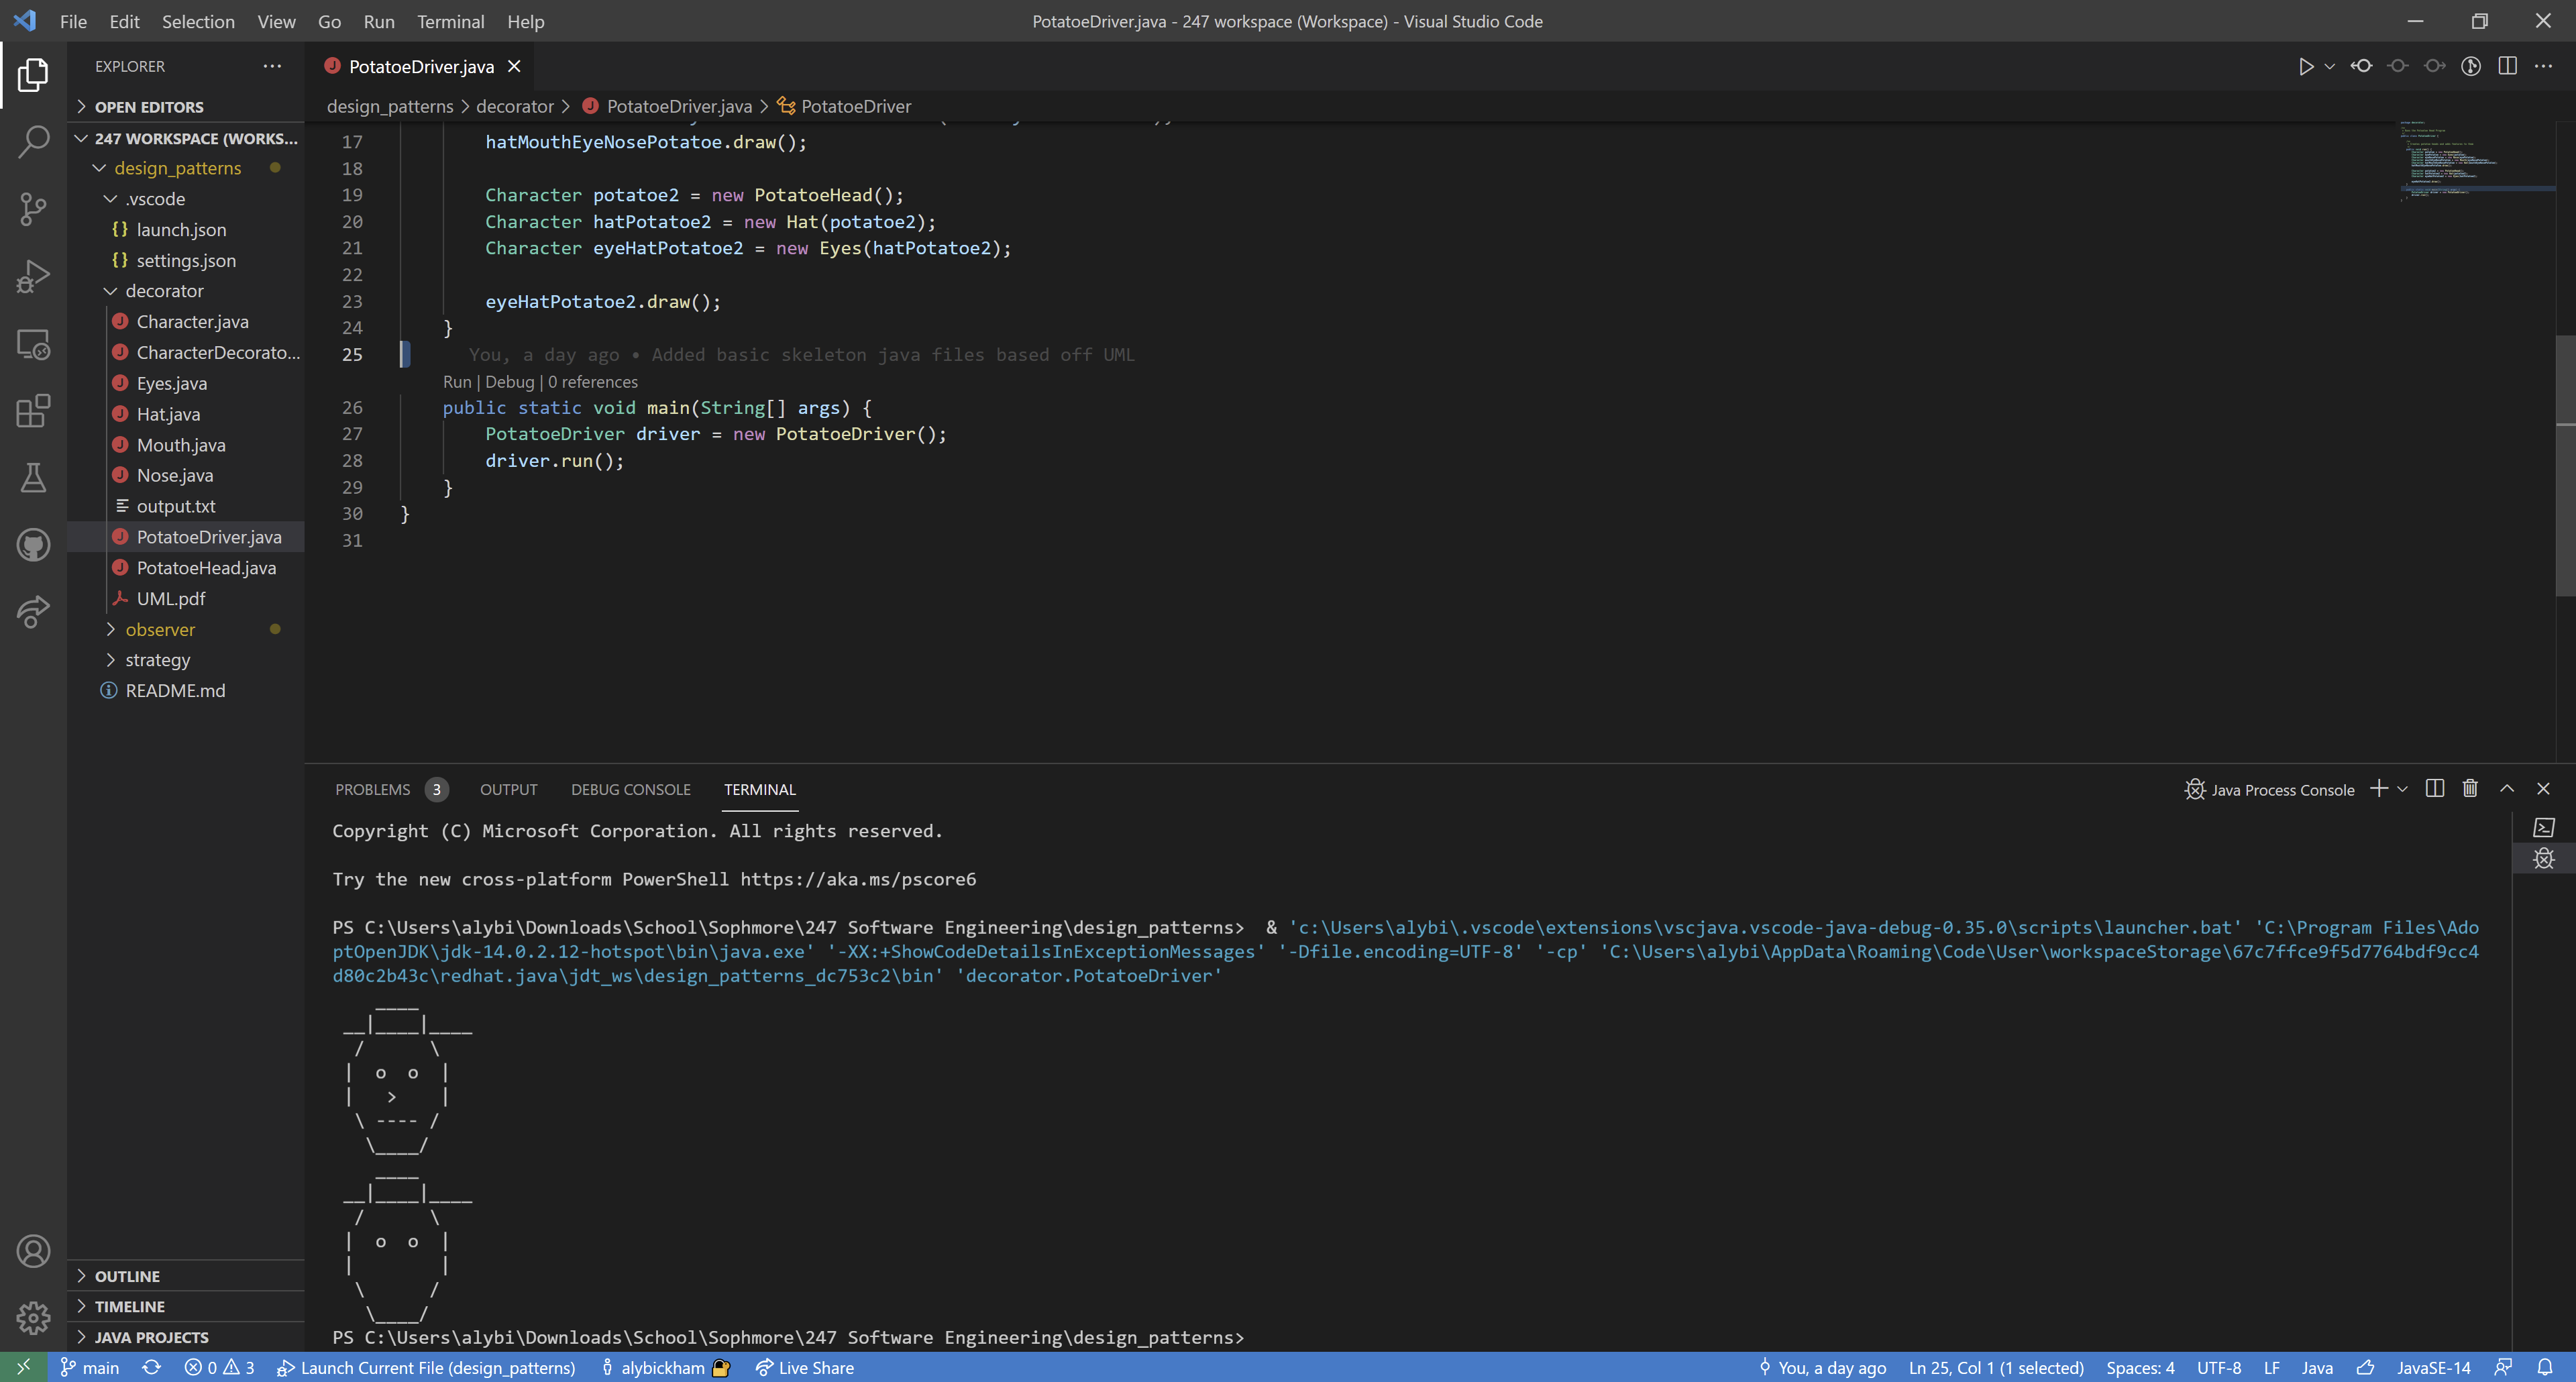 File Edit Selection View Go Run Terminal Help
PotatoeDriver.java - 247 workspace (Workspace) - Visual Studio Code
EXPLORER
OPEN EDITORS
247 WORKSPACE (WORKS...
design_patterns
.vscode
launch.json
settings.json
decorator
Character.java
CharacterDecorato...
Eyes.java
Hat.java
Mouth.java
Nose.java
output.txt
PotatoeDriver.java
PotatoeHead.java
UML.pdf
observer
strategy
README.md
OUTLINE
TIMELINE
JAVA PROJECTS
PotatoeDriver.java
design_patterns > decorator > PotatoeDriver.java > PotatoeDriver
17 hatMouthEyeNosePotatoe.draw();
18
19 Character potatoe2 = new PotatoeHead();
20 Character hatPotatoe2 = new Hat(potatoe2);
21 Character eyeHatPotatoe2 = new Eyes(hatPotatoe2);
22
23 eyeHatPotatoe2.draw();
24 }
25 You, a day ago • Added basic skeleton java files based off UML
Run | Debug | 0 references
26 public static void main(String[] args) {
27 PotatoeDriver driver = new PotatoeDriver();
28 driver.run();
29 }
30 }
31
PROBLEMS 3 OUTPUT DEBUG CONSOLE TERMINAL
Java Process Console
Copyright (C) Microsoft Corporation. All rights reserved.
Try the new cross-platform PowerShell https://aka.ms/pscore6
PS C:\Users\alybi\Downloads\School\Sophmore\247 Software Engineering\design_patterns>  & 'c:\Users\alybi\.vscode\extensions\vscjava.vscode-java-debug-0.35.0\scripts\launcher.bat' 'C:\Program Files\Ado
ptOpenJDK\jdk-14.0.2.12-hotspot\bin\java.exe' '-XX:+ShowCodeDetailsInExceptionMessages' '-Dfile.encoding=UTF-8' '-cp' 'C:\Users\alybi\AppData\Roaming\Code\User\workspaceStorage\67c7ffce9f5d7764bdf9cc4
d80c2b43c\redhat.java\jdt_ws\design_patterns_dc753c2\bin' 'decorator.PotatoeDriver'
    ____
 __|____|____
  /      \
 |  o  o  |
 |   >    |
  \ ---- /
   \____/
    ____
 __|____|____
  /      \
 |  o  o  |
 |        |
  \      /
   \____/
PS C:\Users\alybi\Downloads\School\Sophmore\247 Software Engineering\design_patterns>
main 0 3 Launch Current File (design_patterns) alybickham Live Share
You, a day ago Ln 25, Col 1 (1 selected) Spaces: 4 UTF-8 LF Java JavaSE-14